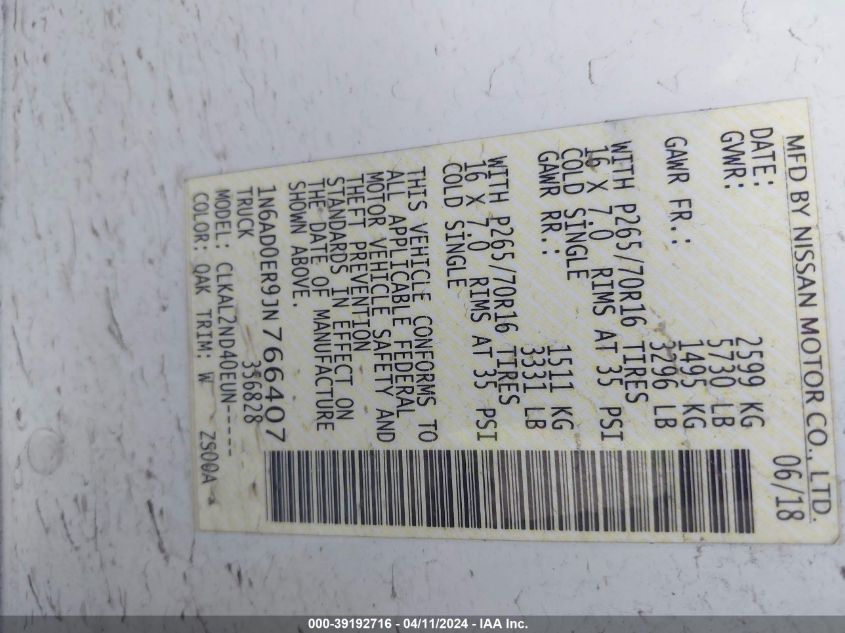 MFD BY NISSAN MOTOR CO., LTD.
DATE: 06/18
GVWR: 2599 KG
5730 LB
GAWR FR.: 1495 KG
3296 LB
WITH P265/70R16 TIRES
16 X 7.0 RIMS AT 35 PSI
COLD SINGLE
GAWR RR.: 1511 KG
3331 LB
WITH P265/70R16 TIRES
16 X 7.0 RIMS AT 35 PSI
COLD SINGLE
THIS VEHICLE CONFORMS TO
ALL APPLICABLE FEDERAL
MOTOR VEHICLE SAFETY AND
THEFT PREVENTION
STANDARDS IN EFFECT ON
THE DATE OF MANUFACTURE
SHOWN ABOVE.
1N6AD0ER9JN766407
TRUCK 356828
MODEL: CLKALZND40EUN-----
COLOR: QAK TRIM: W ZS00A
000-39192716 - 04/11/2024 - IAA Inc.